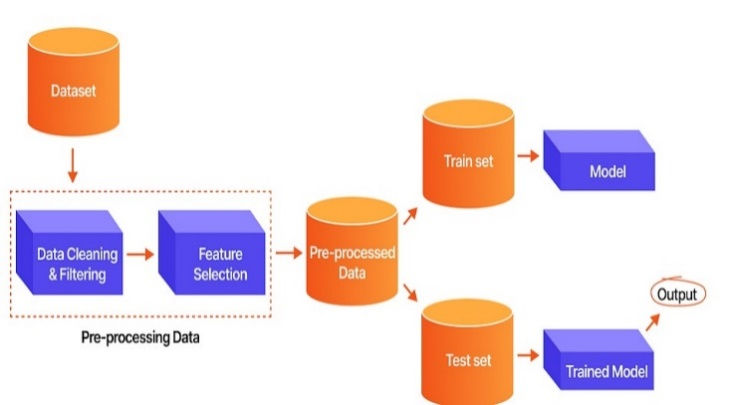 Dataset
Data Cleaning
& Filtering
Feature
Selection
Pre-processing Data
Pre-processed
Data
Train set
Model
Test set
Trained Model
Output